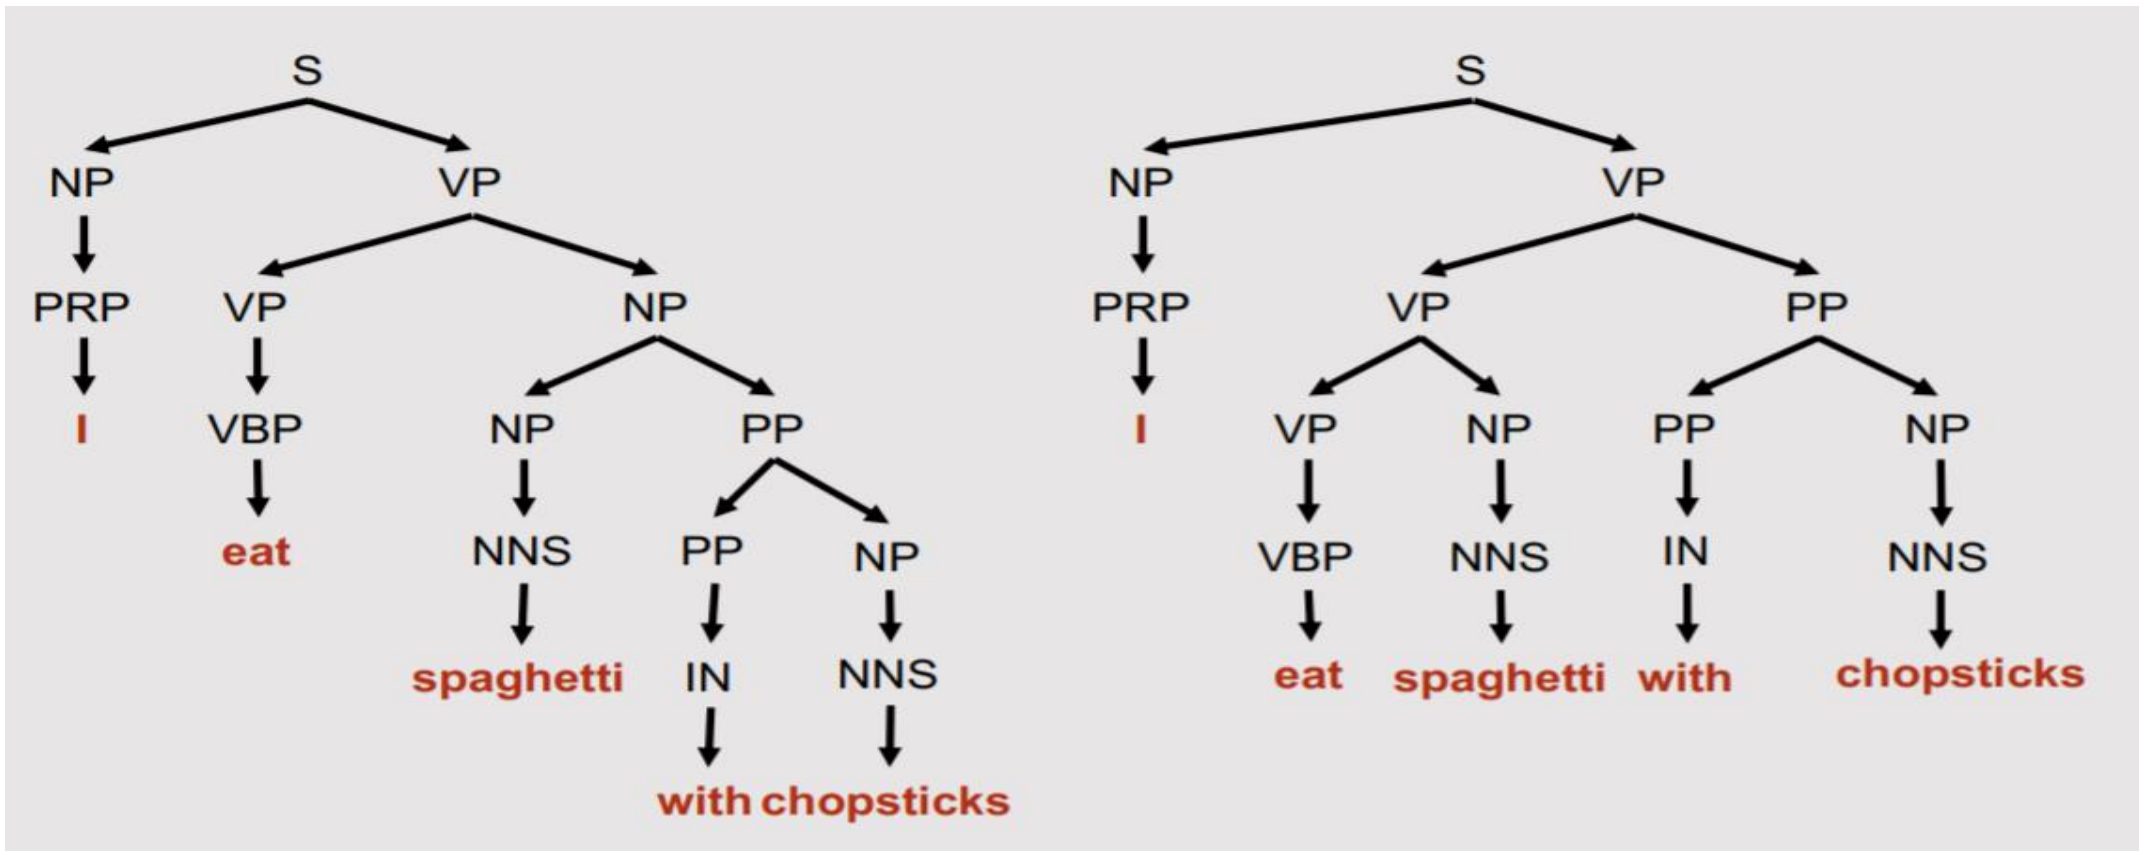 S S
NP VP NP VP
PRP VP NP PRP VP PP
I VBP NP PP I VP NP PP NP
eat NNS PP NP VBP NNS IN NNS
spaghetti IN NNS eat spaghetti with chopsticks
with chopsticks